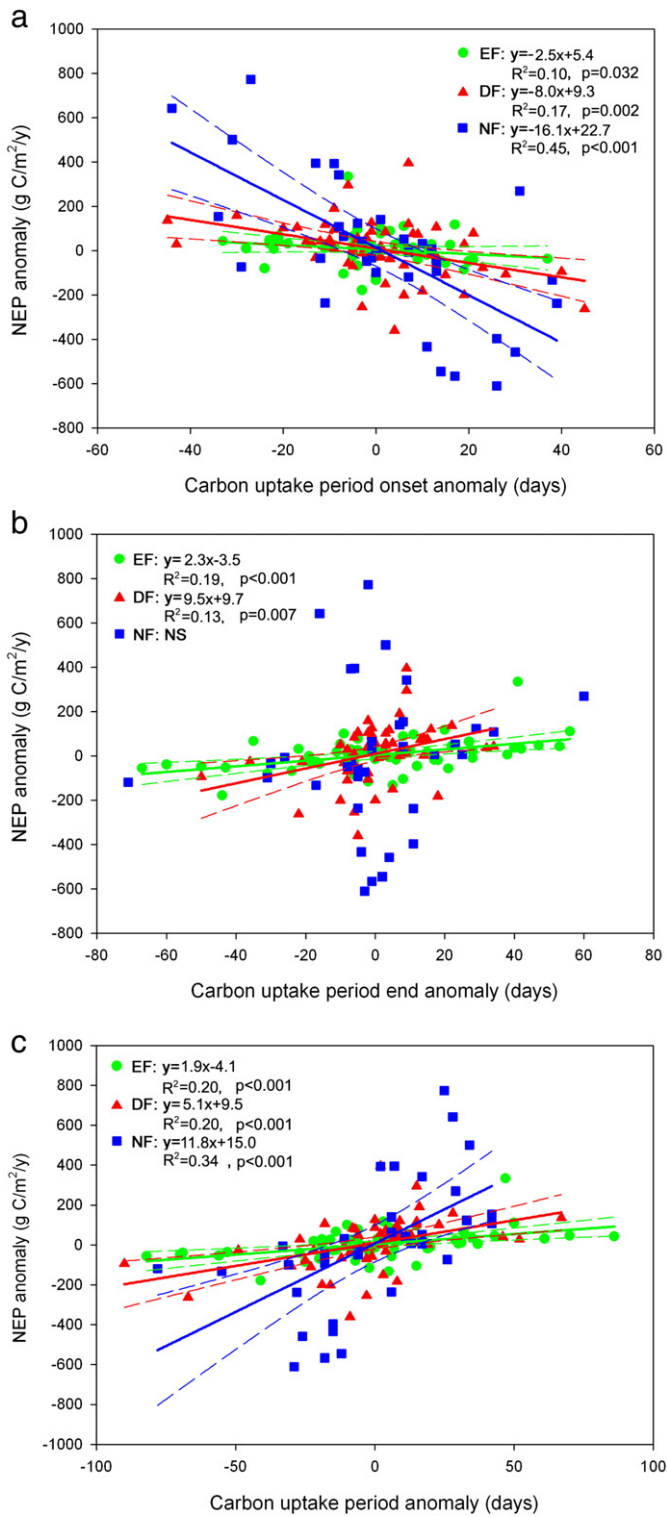 a
1000
800
600
400
200
0
-200
-400
-600
-800
NEP anomaly (g C/m²/y)
EF: y=-2.5x+5.4
R²=0.10, p=0.032
DF: y=-8.0x+9.3
R²=0.17, p=0.002
NF: y=-16.1x+22.7
R²=0.45, p<0.001
-60 -40 -20 0 20 40 60
Carbon uptake period onset anomaly (days)
b
1000
800
600
400
200
0
-200
-400
-600
-800
NEP anomaly (g C/m²/y)
EF: y=2.3x-3.5
R²=0.19, p<0.001
DF: y=9.5x+9.7
R²=0.13, p=0.007
NF: NS
-80 -60 -40 -20 0 20 40 60 80
Carbon uptake period end anomaly (days)
c
1000
800
600
400
200
0
-200
-400
-600
-800
-1000
NEP anomaly (g C/m²/y)
EF: y=1.9x-4.1
R²=0.20, p<0.001
DF: y=5.1x+9.5
R²=0.20, p<0.001
NF: y=11.8x+15.0
R²=0.34 , p<0.001
-100 -50 0 50 100
Carbon uptake period anomaly (days)